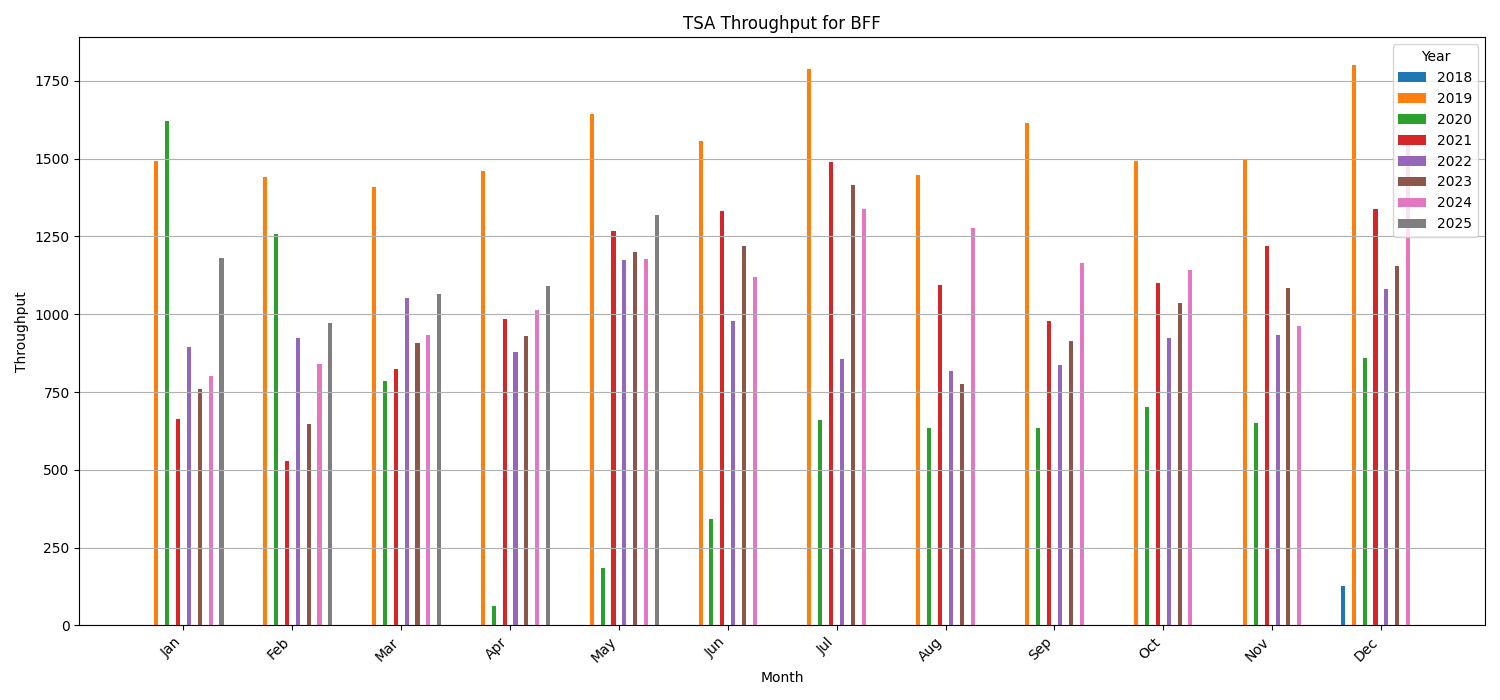 TSA Throughput for BFF
Throughput
1750
1500
1250
1000
750
500
250
0
Year
2018
2019
2020
2021
2022
2023
2024
2025
Jan
Feb
Mar
Apr
May
Jun
Jul
Aug
Sep
Oct
Nov
Dec
Month